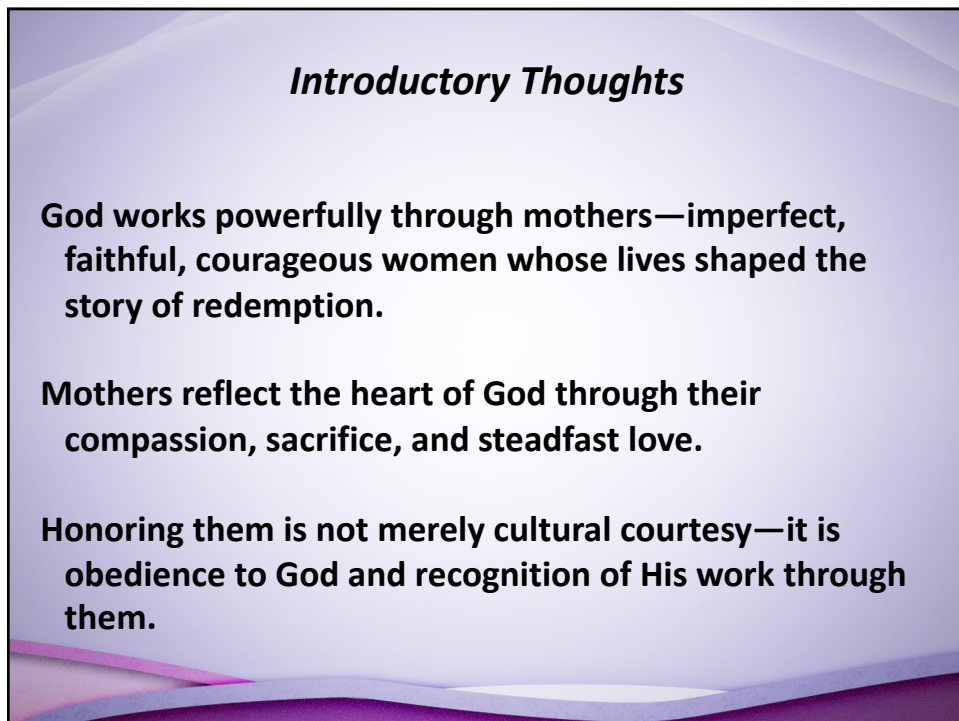 Introductory Thoughts
God works powerfully through mothers—imperfect,
faithful, courageous women whose lives shaped the
story of redemption.
Mothers reflect the heart of God through their
compassion, sacrifice, and steadfast love.
Honoring them is not merely cultural courtesy—it is
obedience to God and recognition of His work through
them.